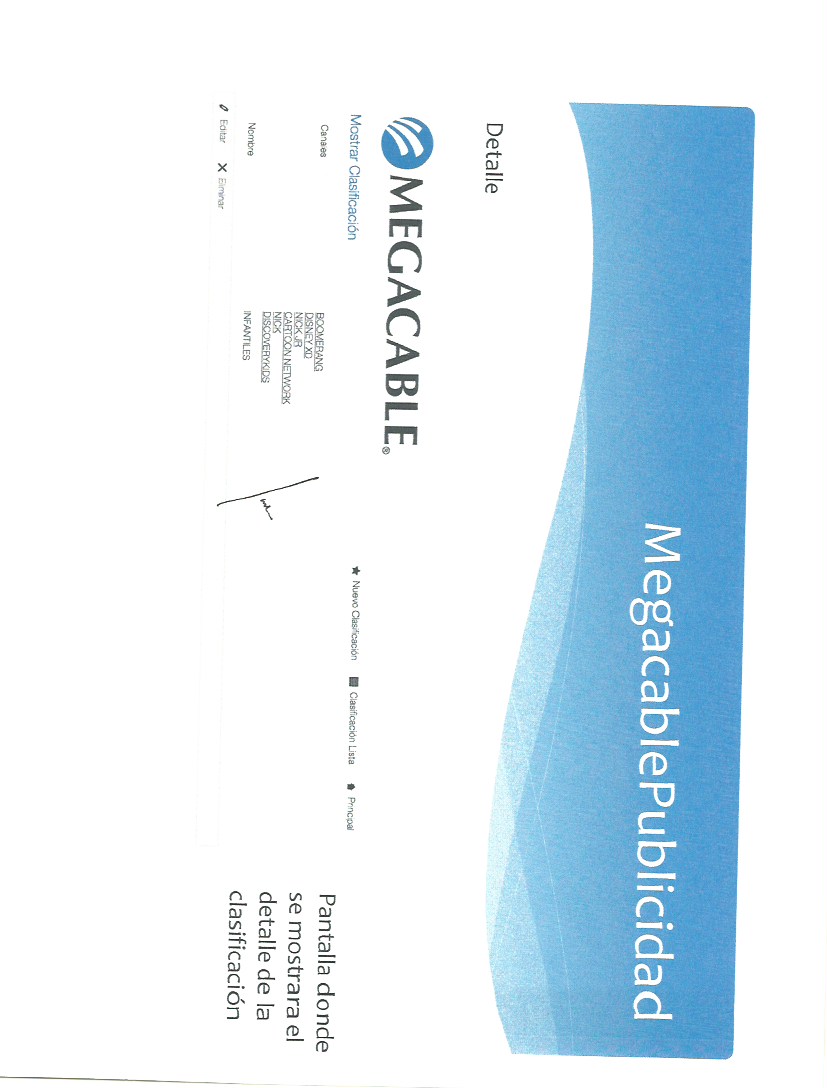 MegacablePublicidad
Detalle
MEGACABLE®
Mostrar Clasificación
Nuevo Clasificación Clasificación Lista Principal
Canales
BOOMERANG
DISNEY XD
NICK JR
CARTOON NETWORK
NICK
DISCOVERYKIDS
Nombre INFANTILES
Editar Eliminar
Pantalla donde
se mostrara el
detalle de la
clasificación